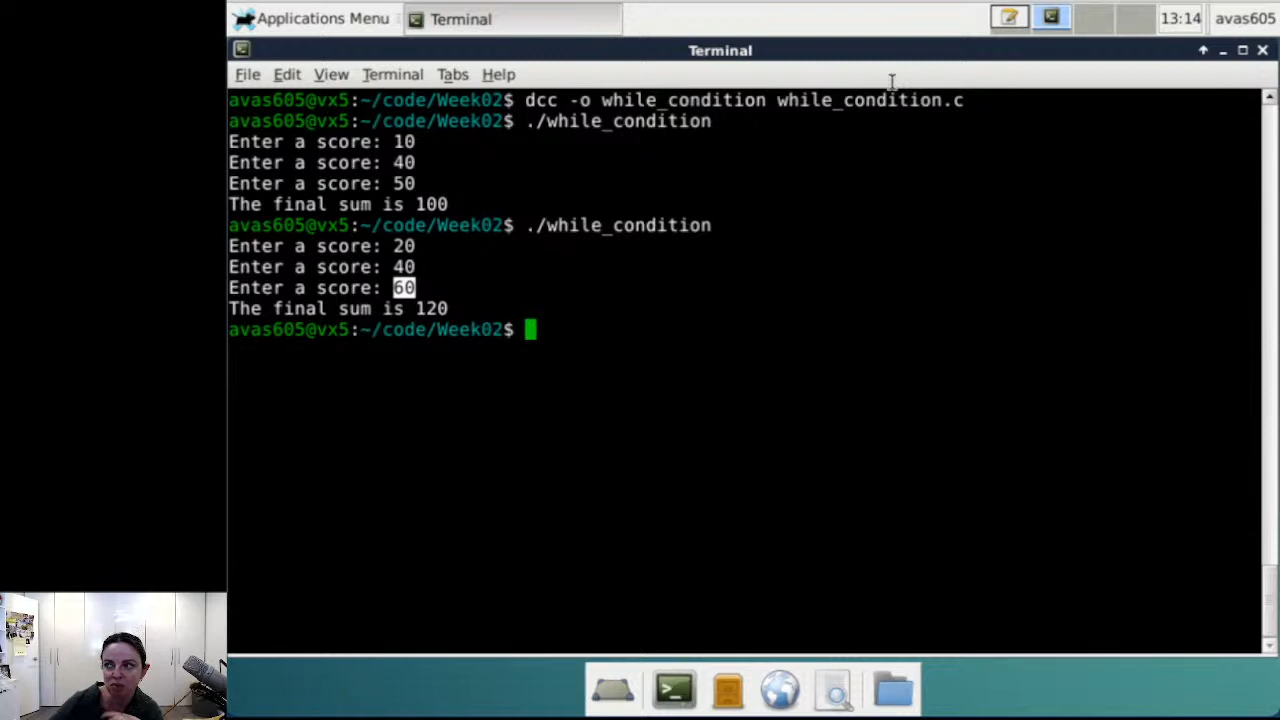 Applications Menu Terminal 13:14 avas605
Terminal
File Edit View Terminal Tabs Help
avas605@vx5:~/code/Week02$ dcc -o while_condition while_condition.c
avas605@vx5:~/code/Week02$ ./while_condition
Enter a score: 10
Enter a score: 40
Enter a score: 50
The final sum is 100
avas605@vx5:~/code/Week02$ ./while_condition
Enter a score: 20
Enter a score: 40
Enter a score: 60
The final sum is 120
avas605@vx5:~/code/Week02$